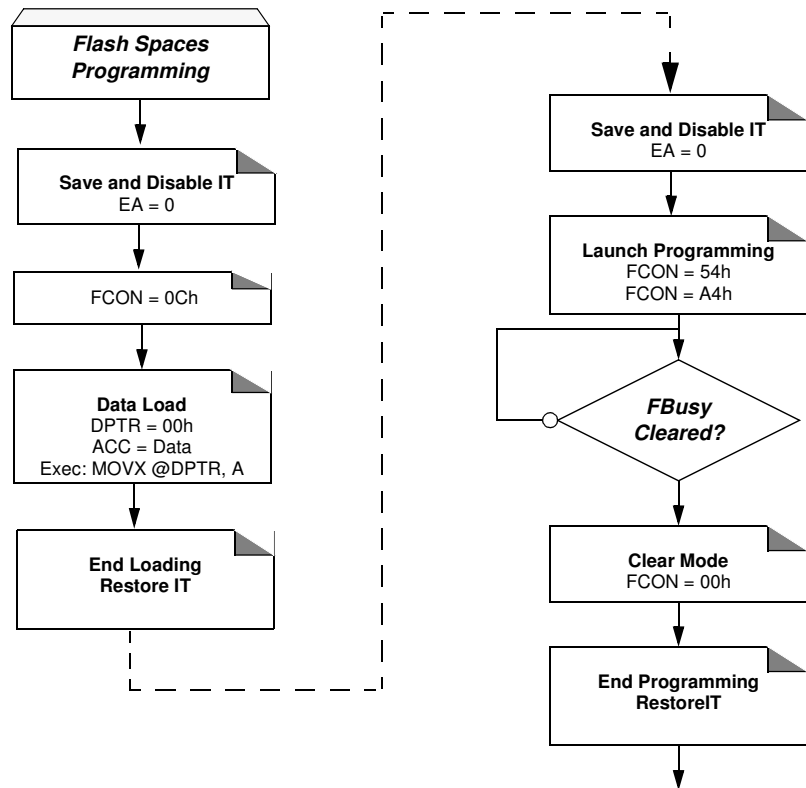 Flash Spaces
Programming
Save and Disable IT
EA = 0
FCON = 0Ch
Data Load
DPTR = 00h
ACC = Data
Exec: MOVX @DPTR, A
End Loading
Restore IT
Save and Disable IT
EA = 0
Launch Programming
FCON = 54h
FCON = A4h
FBusy
Cleared?
Clear Mode
FCON = 00h
End Programming
RestoreIT